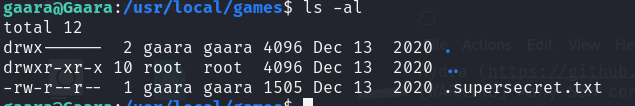 gaara@Gaara:/usr/local/games$ ls -al
total 12
drwx------  2 gaara gaara 4096 Dec 13  2020 .
drwxr-xr-x 10 root  root  4096 Dec 13  2020 ..
-rw-r--r--  1 gaara gaara 1505 Dec 13  2020 .supersecret.txt
gaara@Gaara:/usr/local/games$